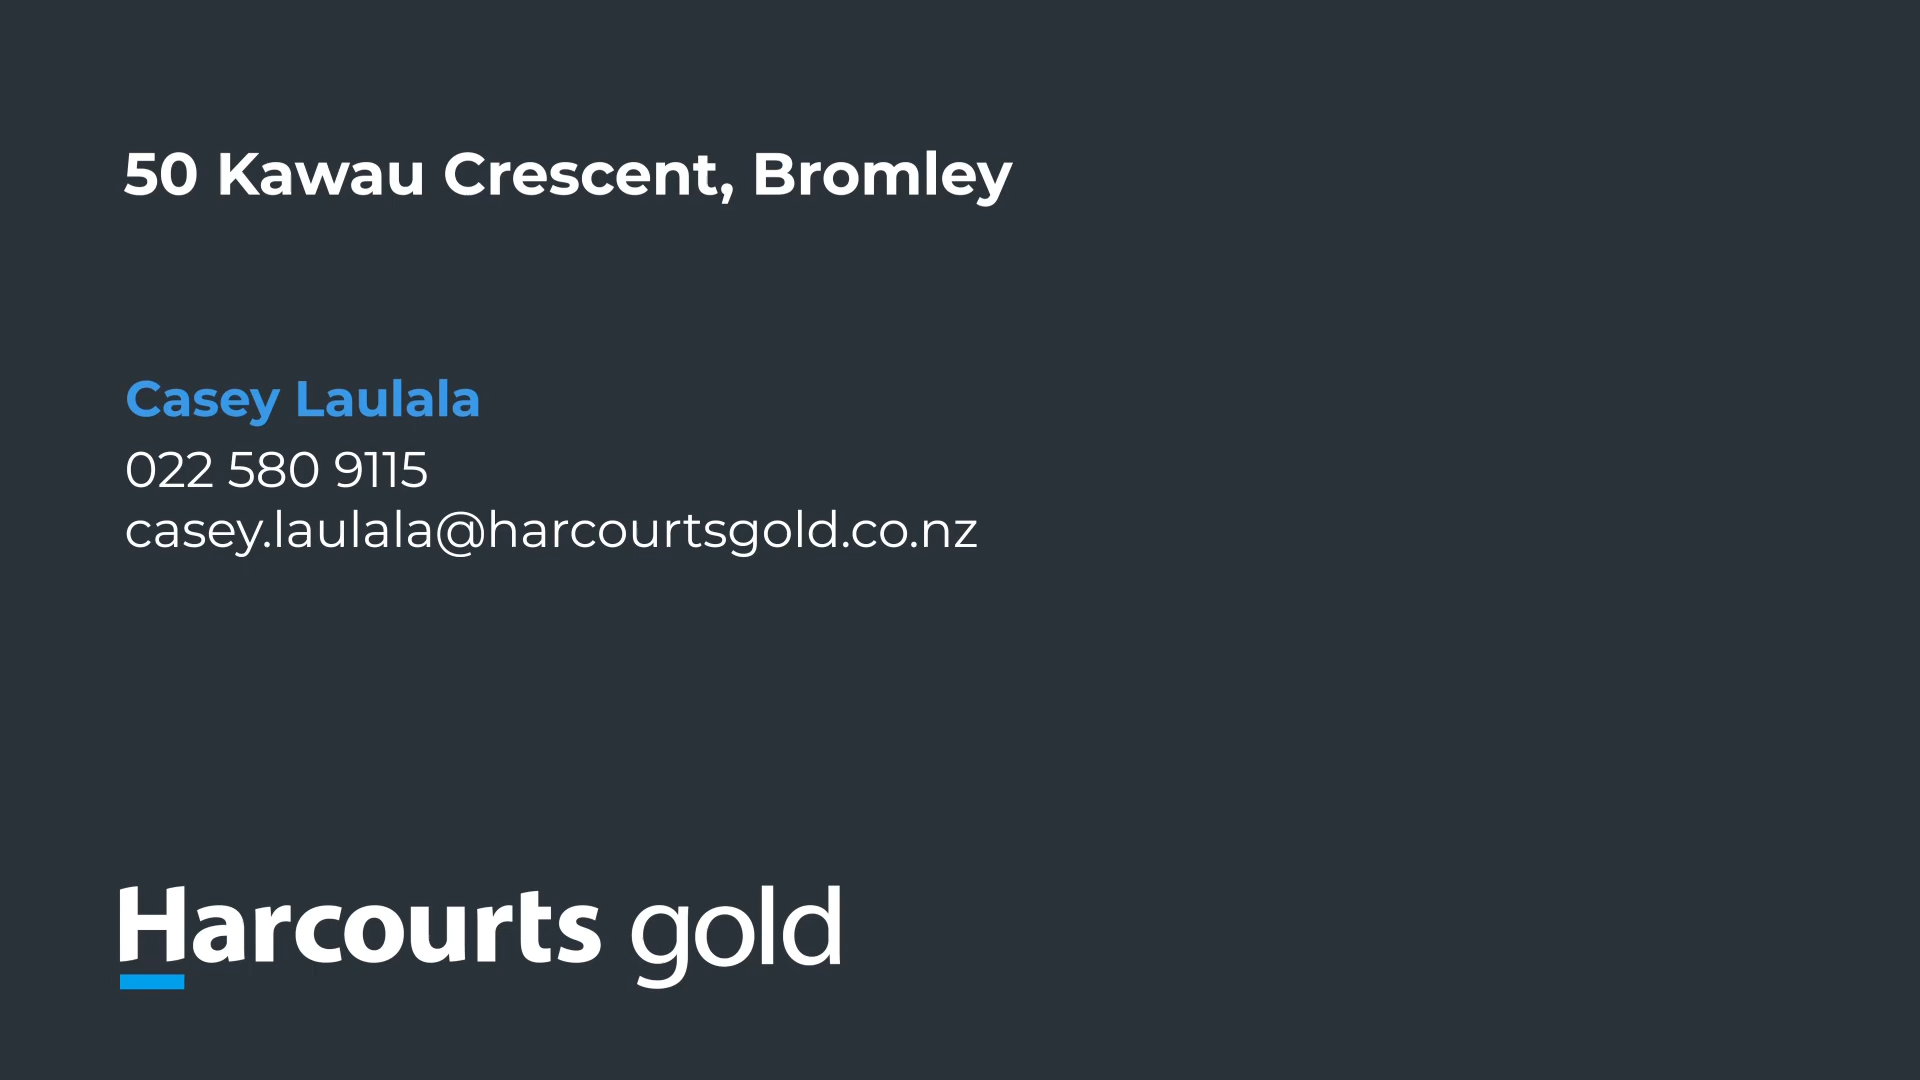 50 Kawau Crescent, Bromley
Casey Laulala
022 580 9115
casey.laulala@harcourtsgold.co.nz
Harcourts gold